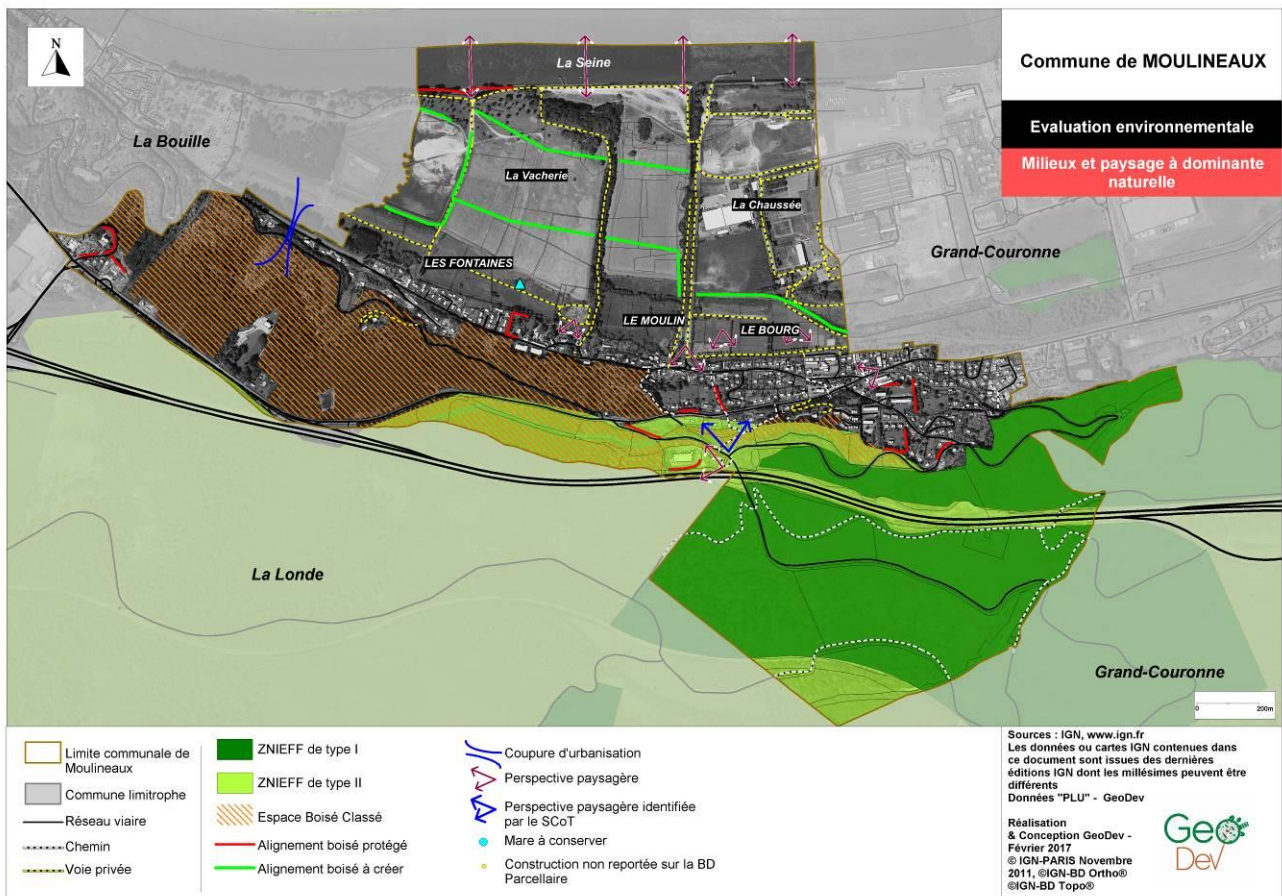 N
La Seine
Commune de MOULINEAUX
Evaluation environnementale
Milieux et paysage à dominante
naturelle
La Bouille
La Vacherie
La Chaussée
Grand-Couronne
LES FONTAINES
LE MOULIN
LE BOURG
La Londe
Grand-Couronne
0 200m
Limite communale de
Moulineaux
Commune limitrophe
Réseau viaire
Chemin
Voie privée
ZNIEFF de type I
ZNIEFF de type II
Espace Boisé Classé
Alignement boisé protégé
Alignement boisé à créer
Coupure d'urbanisation
Perspective paysagère
Perspective paysagère identifiée
par le SCoT
Mare à conserver
Construction non reportée sur la BD
Parcellaire
Sources : IGN, www.ign.fr
Les données ou cartes IGN contenues dans
ce document sont issues des dernières
éditions IGN dont les millésimes peuvent être
différents
Données "PLU" - GeoDev
Réalisation
& Conception GeoDev -
Février 2017
© IGN-PARIS Novembre
2011, ©IGN-BD Ortho®
©IGN-BD Topo®
Geo
Dev